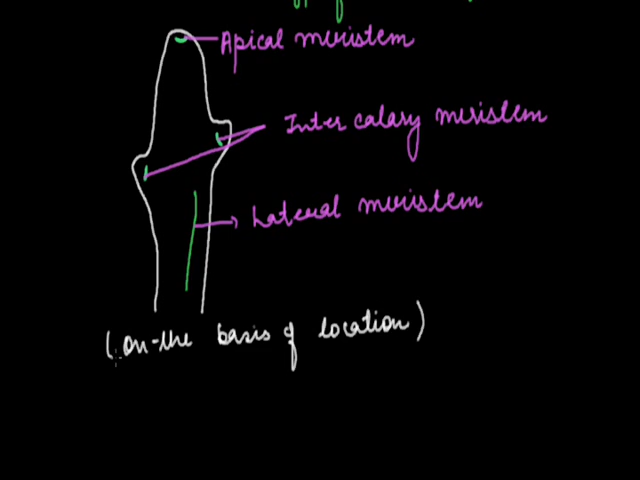 Apical meristem
Inter calary meristem
Lateral meristem
(on-the basis of location)